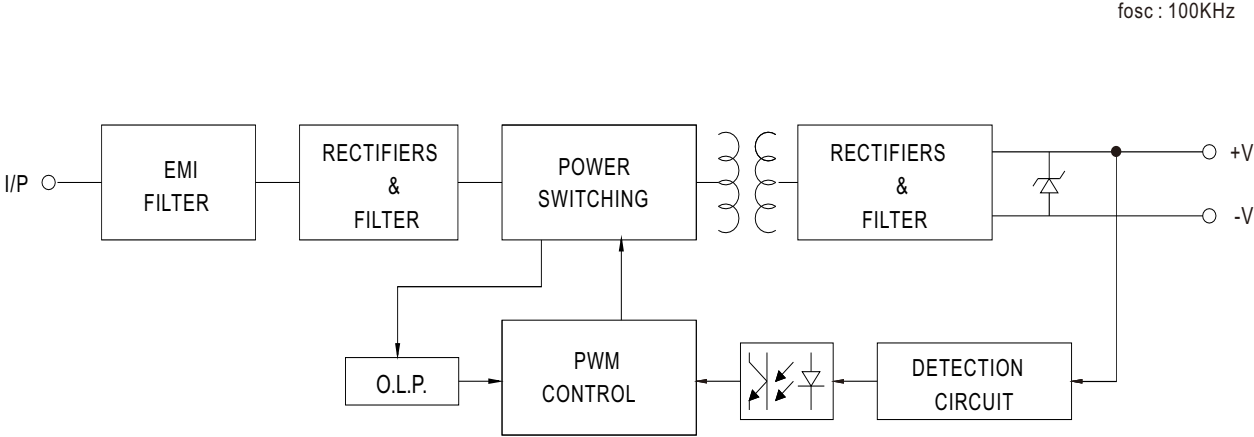 fosc : 100KHz
I/P
EMI
FILTER
RECTIFIERS
&
FILTER
POWER
SWITCHING
RECTIFIERS
&
FILTER
+V
-V
O.L.P.
PWM
CONTROL
DETECTION
CIRCUIT